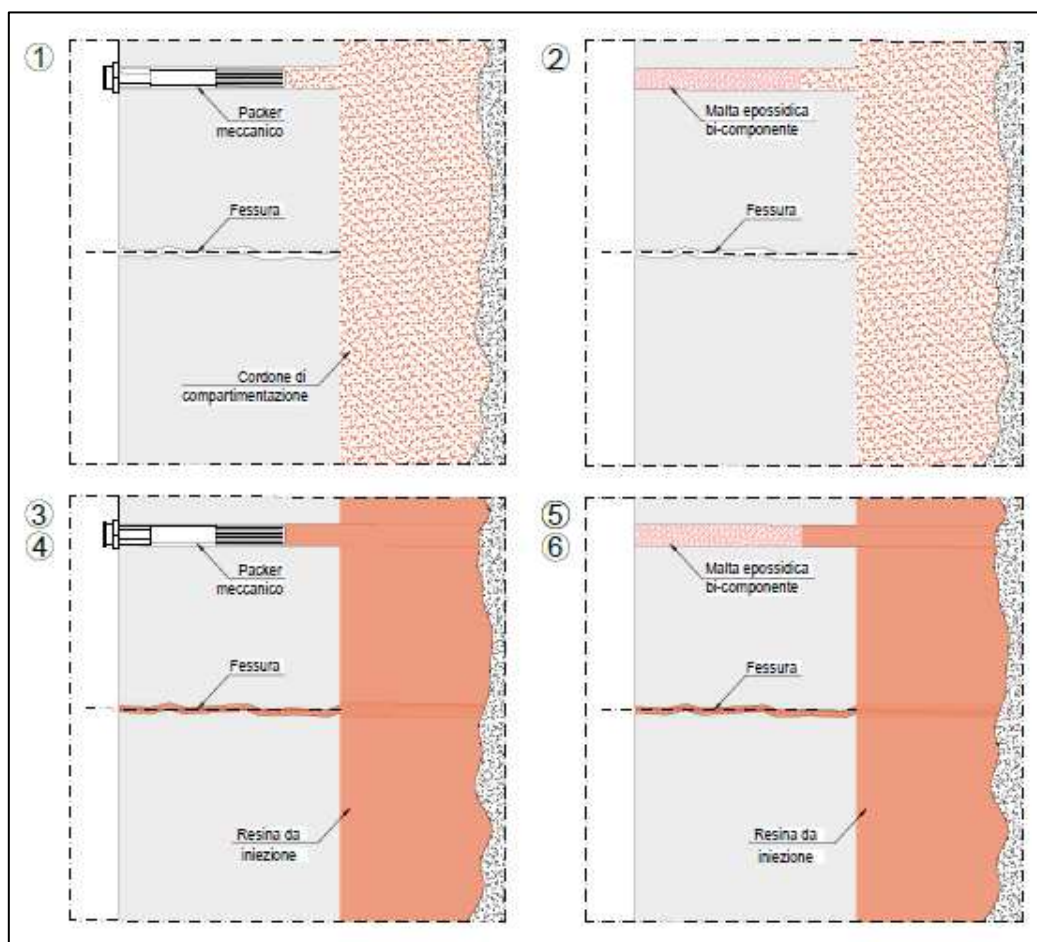 1
Packer
meccanico
Fessura
Cordone di
compartimentazione
2
Malta epossidica
bi-componente
Fessura
3
4
Packer
meccanico
Fessura
Resina da
iniezione
5
6
Malta epossidica
bi-componente
Fessura
Resina da
iniezione